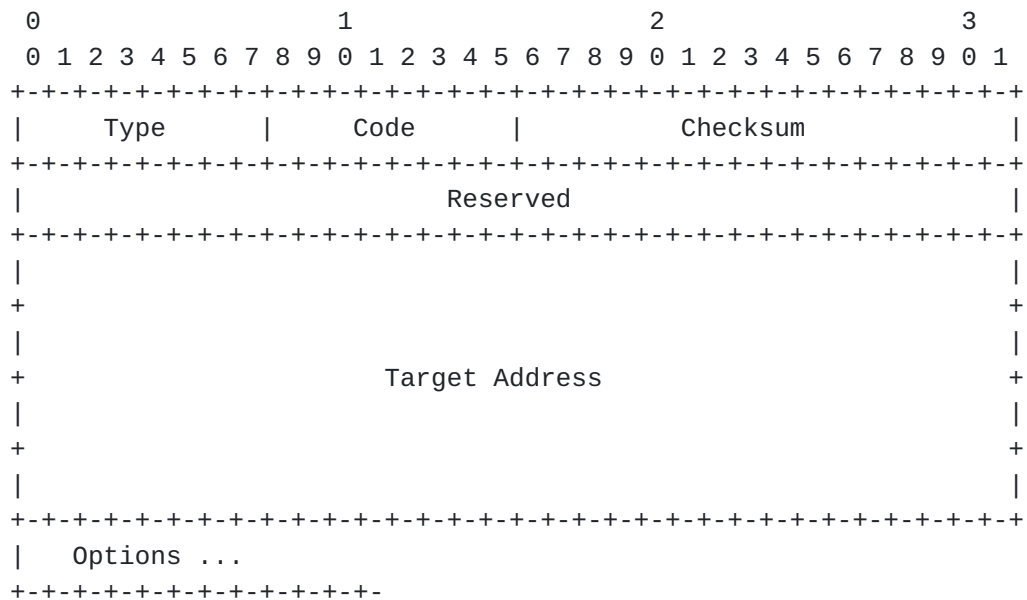 0                   1                   2                   3
 0 1 2 3 4 5 6 7 8 9 0 1 2 3 4 5 6 7 8 9 0 1 2 3 4 5 6 7 8 9 0 1
+-+-+-+-+-+-+-+-+-+-+-+-+-+-+-+-+-+-+-+-+-+-+-+-+-+-+-+-+-+-+-+-+
|     Type      |     Code      |          Checksum             |
+-+-+-+-+-+-+-+-+-+-+-+-+-+-+-+-+-+-+-+-+-+-+-+-+-+-+-+-+-+-+-+-+
|                           Reserved                            |
+-+-+-+-+-+-+-+-+-+-+-+-+-+-+-+-+-+-+-+-+-+-+-+-+-+-+-+-+-+-+-+-+
|                                                               |
+                                                               +
|                                                               |
+                       Target Address                          +
|                                                               |
+                                                               +
|                                                               |
+-+-+-+-+-+-+-+-+-+-+-+-+-+-+-+-+-+-+-+-+-+-+-+-+-+-+-+-+-+-+-+-+
|   Options ...
+-+-+-+-+-+-+-+-+-+-+-+-